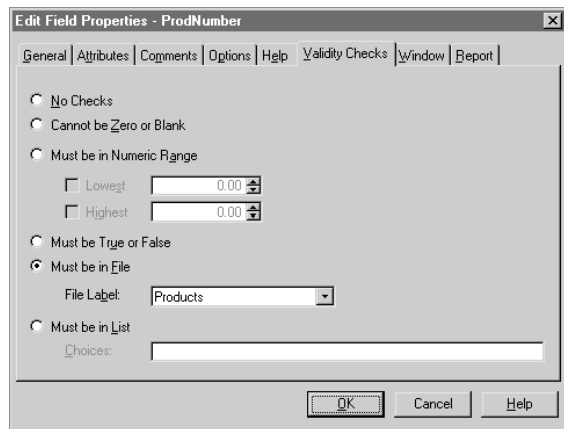 Edit Field Properties - ProdNumber
General Attributes Comments Options Help Validity Checks Window Report
No Checks
Cannot be Zero or Blank
Must be in Numeric Range
Lowest 0.00
Highest 0.00
Must be True or False
Must be in File
File Label: Products
Must be in List
Choices:
OK Cancel Help